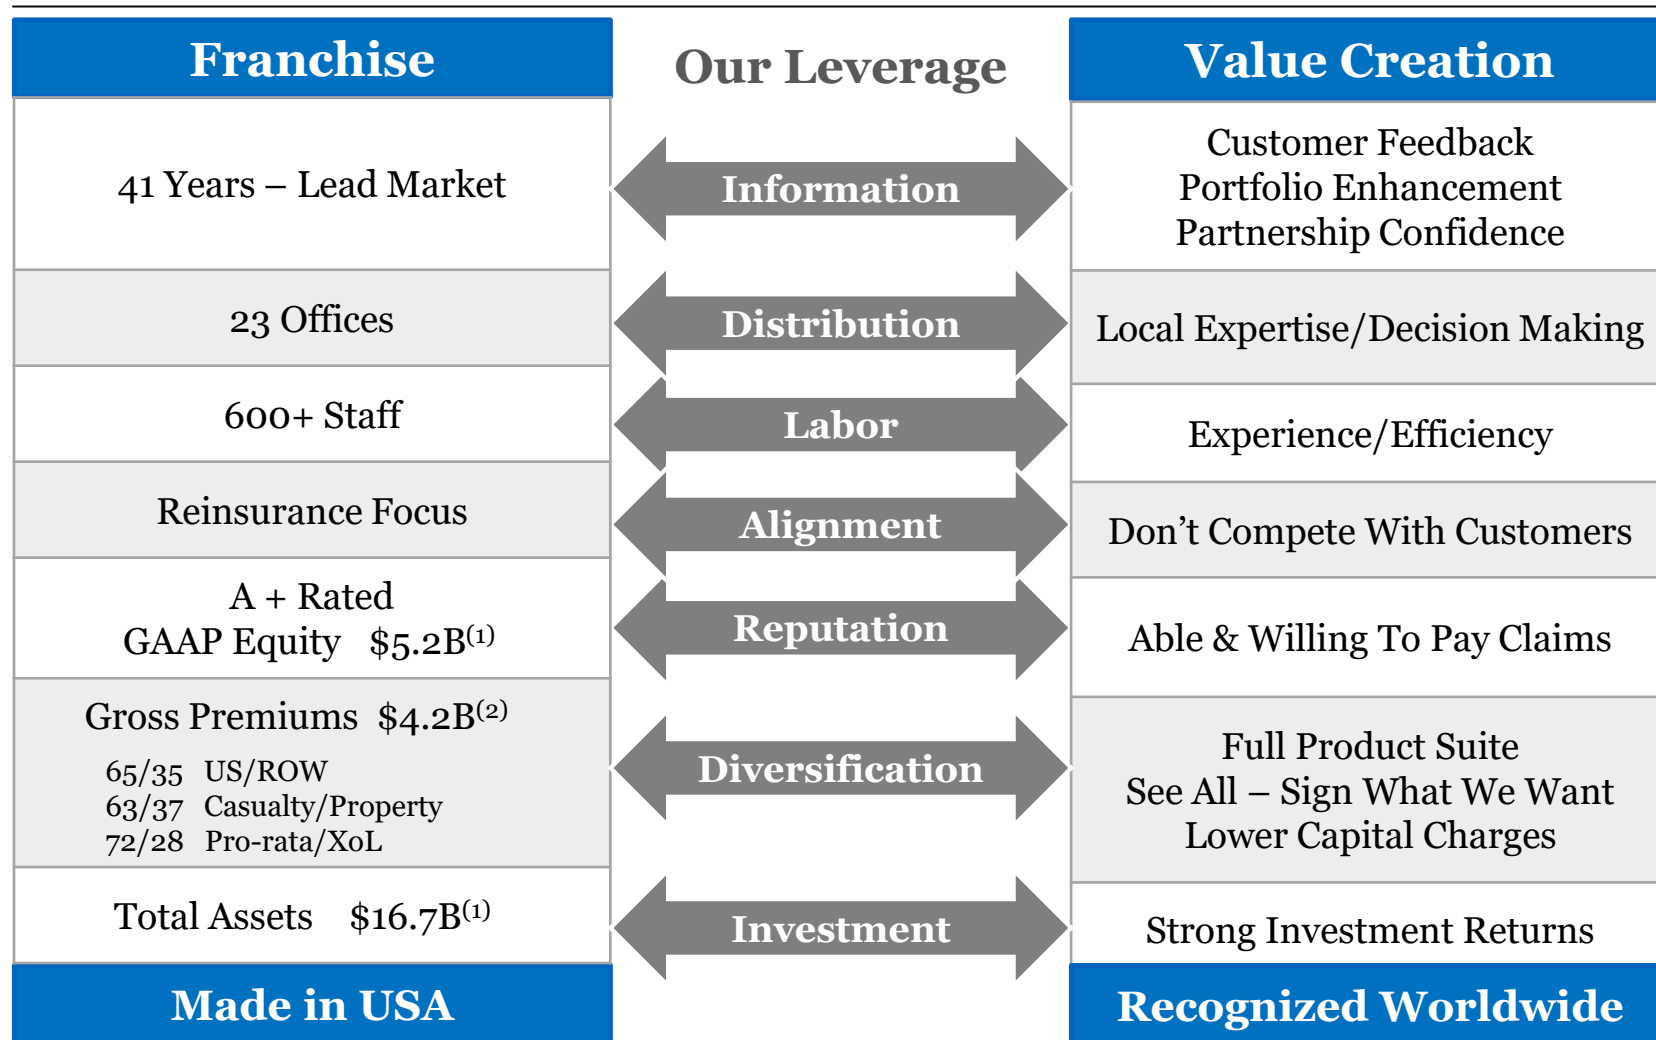 Franchise
Our Leverage
Value Creation
41 Years – Lead Market
Information
Customer Feedback
Portfolio Enhancement
Partnership Confidence
23 Offices
Distribution
Local Expertise/Decision Making
600+ Staff
Labor
Experience/Efficiency
Reinsurance Focus
Alignment
Don’t Compete With Customers
A + Rated
GAAP Equity $5.2B(1)
Reputation
Able & Willing To Pay Claims
Gross Premiums $4.2B(2)
65/35 US/ROW
63/37 Casualty/Property
72/28 Pro-rata/XoL
Diversification
Full Product Suite
See All – Sign What We Want
Lower Capital Charges
Total Assets $16.7B(1)
Investment
Strong Investment Returns
Made in USA
Recognized Worldwide